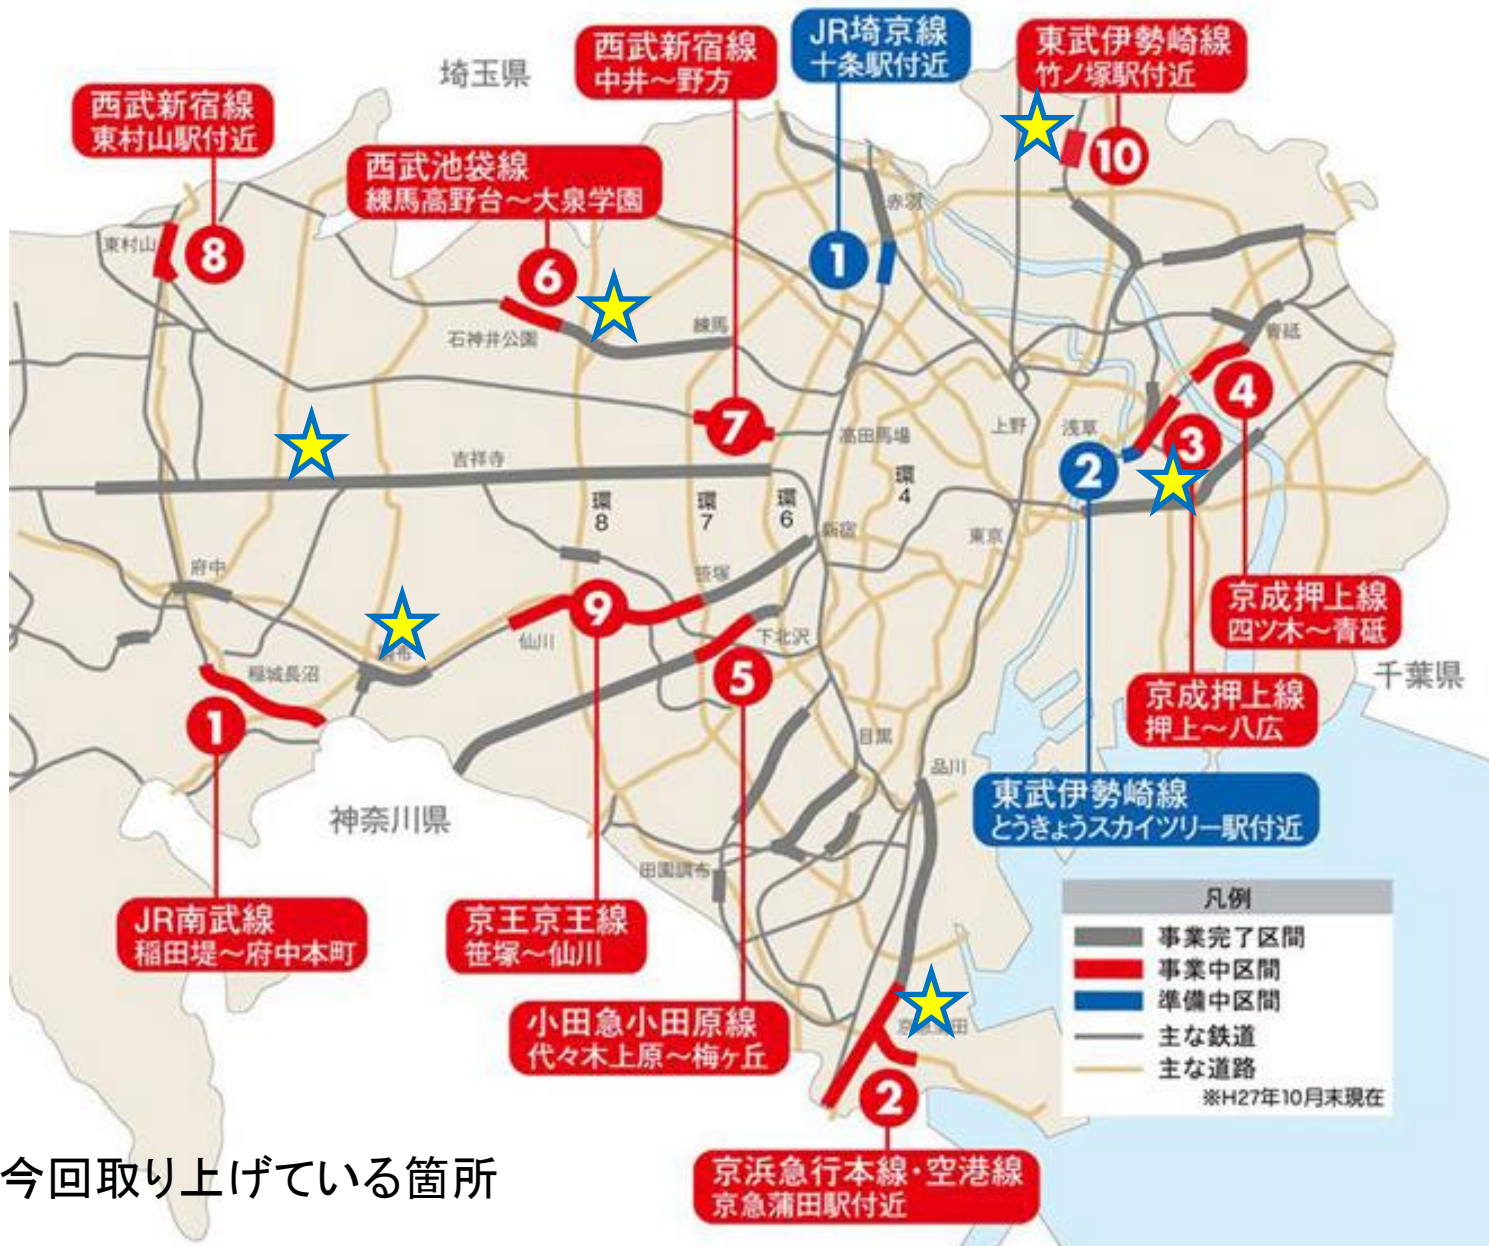 埼玉県
西武新宿線
中井～野方
JR埼京線
十条駅付近
東武伊勢崎線
竹ノ塚駅付近
西武新宿線
東村山駅付近
西武池袋線
練馬高野台～大泉学園
10
赤羽
東村山
8
6
1
石神井公園
練馬
青砥
4
7
高田馬場
上野
浅草
3
2
吉祥寺
環8
環7
環6
環4
新宿
東京
府中
笹塚
9
仙川
下北沢
京成押上線
四ツ木～青砥
稲城長沼
5
千葉県
1
京成押上線
押上～八広
目黒
品川
神奈川県
東武伊勢崎線
とうきょうスカイツリー駅付近
田園調布
凡例
JR南武線
稲田堤～府中本町
京王京王線
笹塚～仙川
事業完了区間
事業中区間
準備中区間
主な鉄道
主な道路
※H27年10月末現在
小田急小田原線
代々木上原～梅ヶ丘
2
今回取り上げている箇所
京浜急行本線・空港線
京急蒲田駅付近